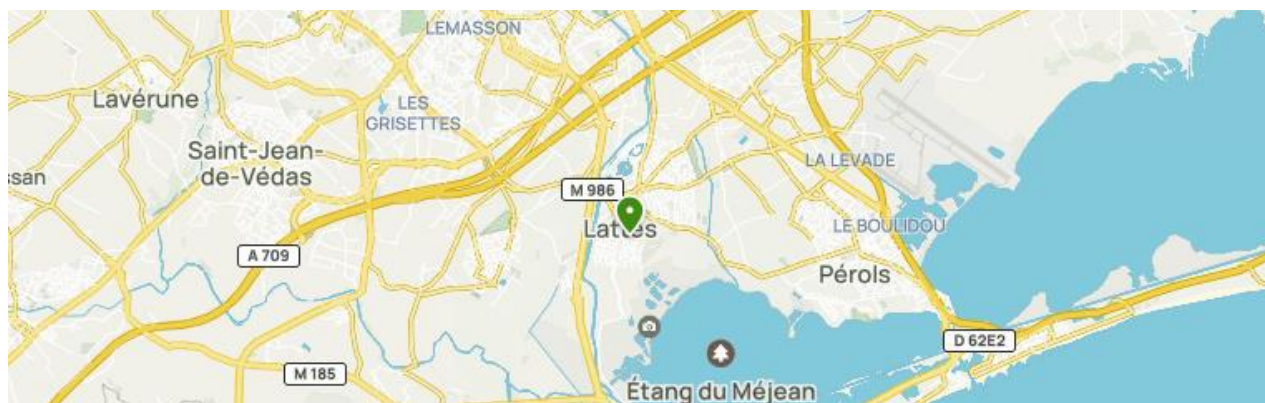 LEMASSON
Lavérune
LES
GRISETTES
Saint-Jean-
de-Védas
LA LEVADE
ssan
M 986
Lattes
LE BOULIDOU
A 709
Pérols
D 62E2
M 185
Étang du Méjean